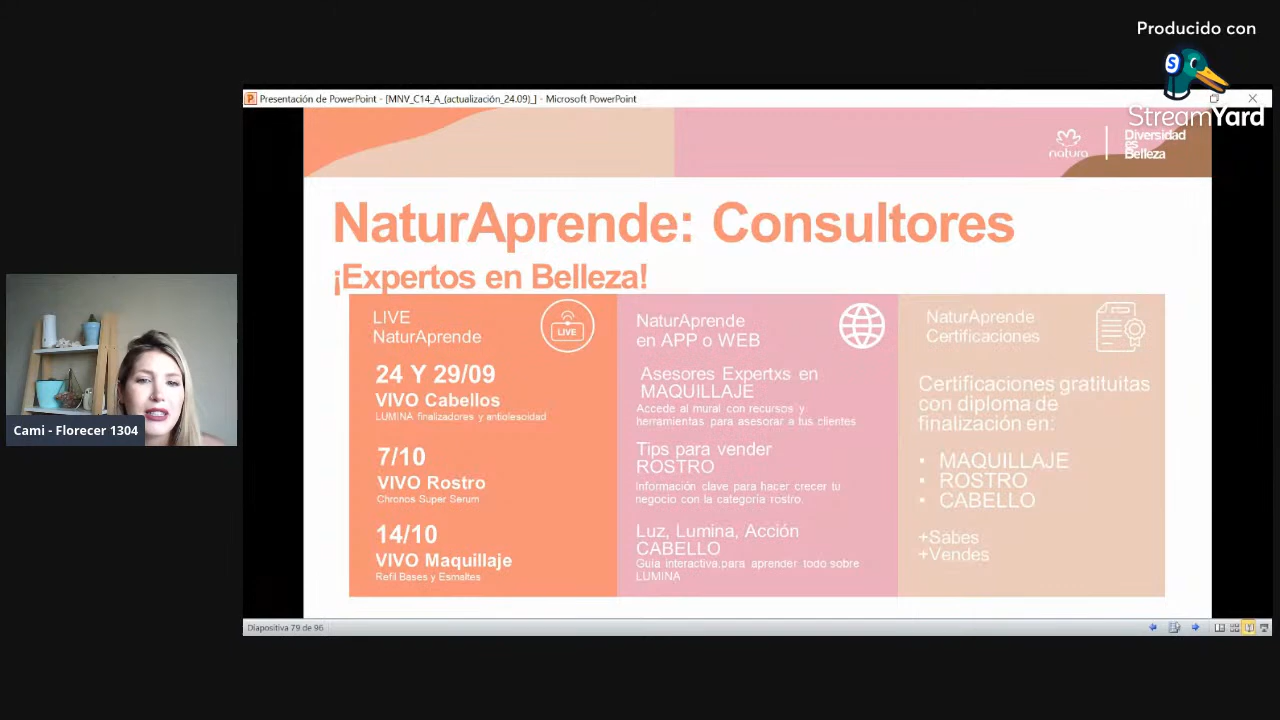 Producido con
StreamYard
Presentación de PowerPoint - [MNV_C14_A_(actualización_24.09)_] - Microsoft PowerPoint
natura
Diversidad
es
Belleza
NaturAprende: Consultores
¡Expertos en Belleza!
LIVE
NaturAprende
LIVE
24 Y 29/09
VIVO Cabellos
LUMINA finalizadores y antioleosidad
7/10
VIVO Rostro
Chronos Super Serum
14/10
VIVO Maquillaje
Refil Bases y Esmaltes
NaturAprende
en APP o WEB
Asesores Expertxs en
MAQUILLAJE
Accede al mural con recursos y
herramientas para asesorar a tus clientes
Tips para vender
ROSTRO
Información clave para hacer crecer tu
negocio con la categoría rostro.
Luz, Lumina, Acción
CABELLO
Guía interactiva.para aprender todo sobre
LUMINA
NaturAprende
Certificaciones
Certificaciones gratituitas
con diploma de
finalización en:
• MAQUILLAJE
• ROSTRO
• CABELLO
+Sabes
+Vendes
Cami - Florecer 1304
Diapositiva 79 de 96